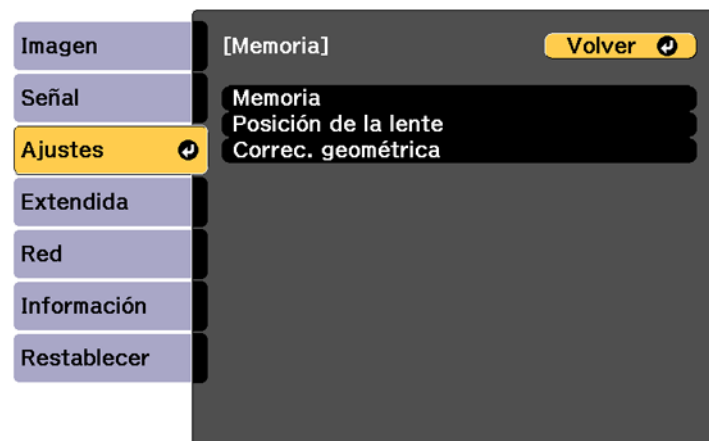 Imagen
Señal
Ajustes
Extendida
Red
Información
Restablecer
[Memoria]
Volver
Memoria
Posición de la lente
Correc. geométrica